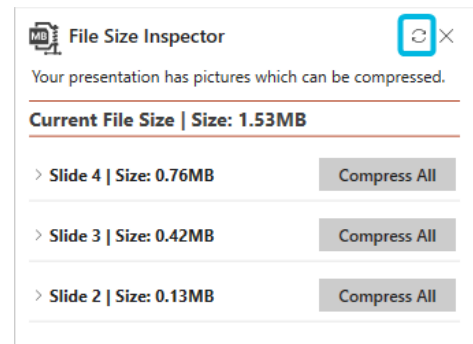 MB File Size Inspector
Your presentation has pictures which can be compressed.
Current File Size | Size: 1.53MB
Slide 4 | Size: 0.76MB Compress All
Slide 3 | Size: 0.42MB Compress All
Slide 2 | Size: 0.13MB Compress All